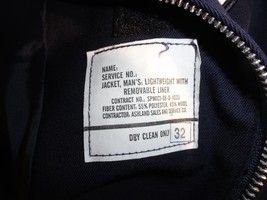 NAME:
SERVICE NO.:
JACKET, MAN'S: LIGHTWEIGHT WITH
REMOVABLE LINER
CONTRACT NO.:
FIBER CONTENT: 55% POLYESTER, 45% WOOL
CONTRACTOR: ASHLAND SALES AND SERVICE CO.
DRY CLEAN ONLY 32